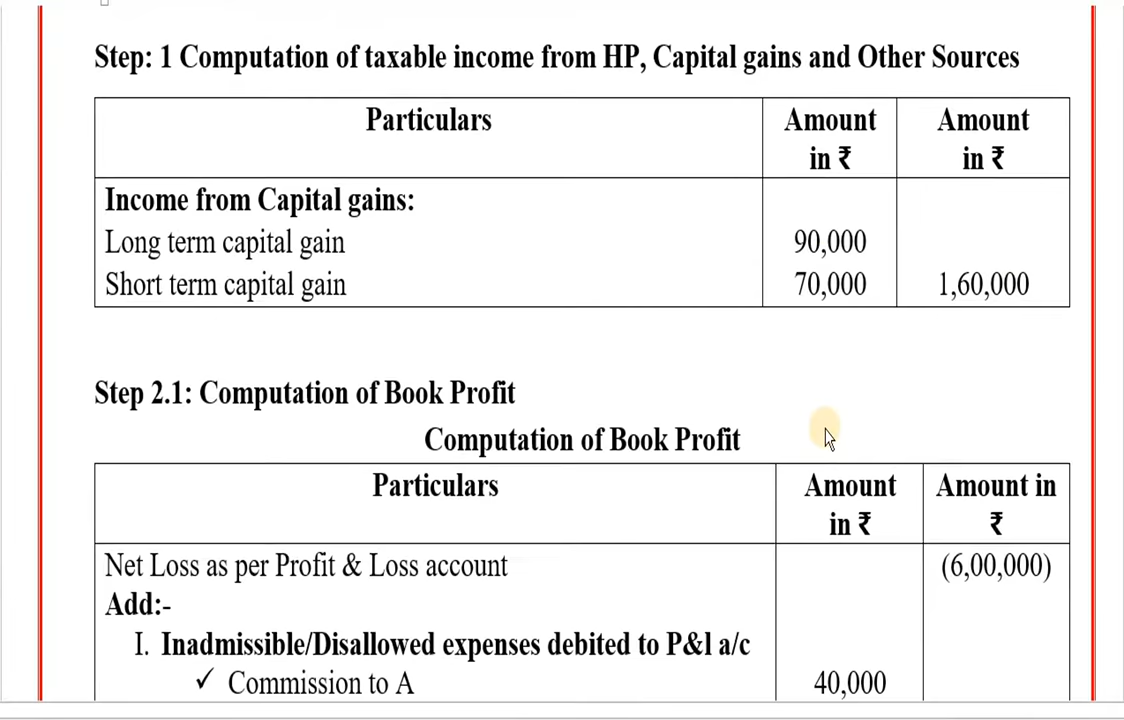 Step: 1 Computation of taxable income from HP, Capital gains and Other Sources
Particulars Amount in ₹ Amount in ₹
Income from Capital gains:
Long term capital gain 90,000
Short term capital gain 70,000 1,60,000
Step 2.1: Computation of Book Profit
Computation of Book Profit
Particulars Amount in ₹ Amount in ₹
Net Loss as per Profit & Loss account (6,00,000)
Add:-
I. Inadmissible/Disallowed expenses debited to P&l a/c
✓ Commission to A 40,000